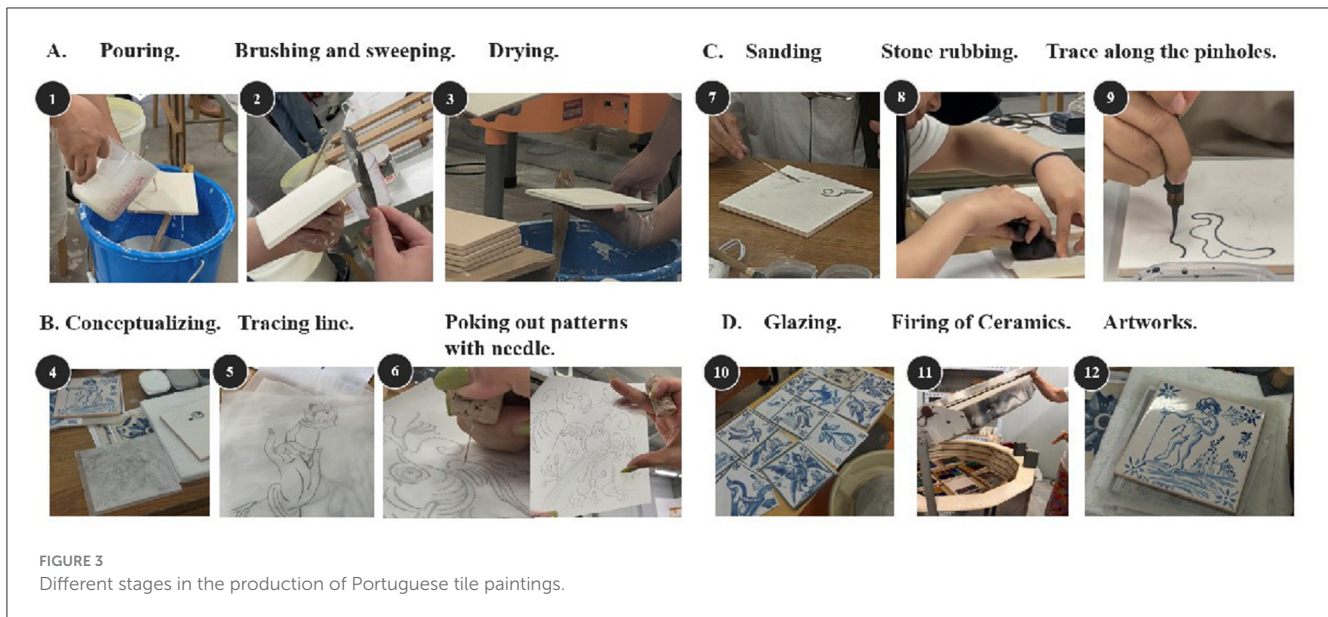 A. Pouring. Brushing and sweeping. Drying.
1 2 3
C. Sanding Stone rubbing. Trace along the pinholes.
7 8 9
B. Conceptualizing. Tracing line. Poking out patterns
with needle.
4 5 6
D. Glazing. Firing of Ceramics. Artworks.
10 11 12
FIGURE 3
Different stages in the production of Portuguese tile paintings.